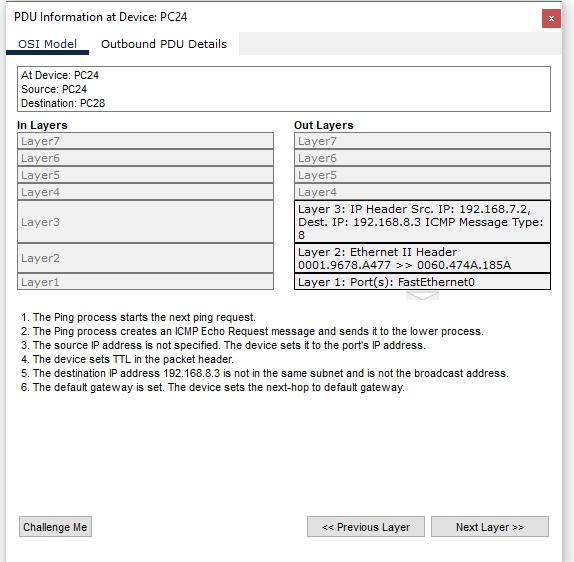 PDU Information at Device: PC24
x
OSI Model
Outbound PDU Details
At Device: PC24
Source: PC24
Destination: PC28
In Layers
Layer7
Layer6
Layer5
Layer4
Layer3
Layer2
Layer1
Out Layers
Layer7
Layer6
Layer5
Layer4
Layer 3: IP Header Src. IP: 192.168.7.2,
Dest. IP: 192.168.8.3 ICMP Message Type:
8
Layer 2: Ethernet II Header
0001.9678.A477 >> 0060.474A.185A
Layer 1: Port(s): FastEthernet0
1. The Ping process starts the next ping request.
2. The Ping process creates an ICMP Echo Request message and sends it to the lower process.
3. The source IP address is not specified. The device sets it to the port's IP address.
4. The device sets TTL in the packet header.
5. The destination IP address 192.168.8.3 is not in the same subnet and is not the broadcast address.
6. The default gateway is set. The device sets the next-hop to default gateway.
Challenge Me
<< Previous Layer
Next Layer >>